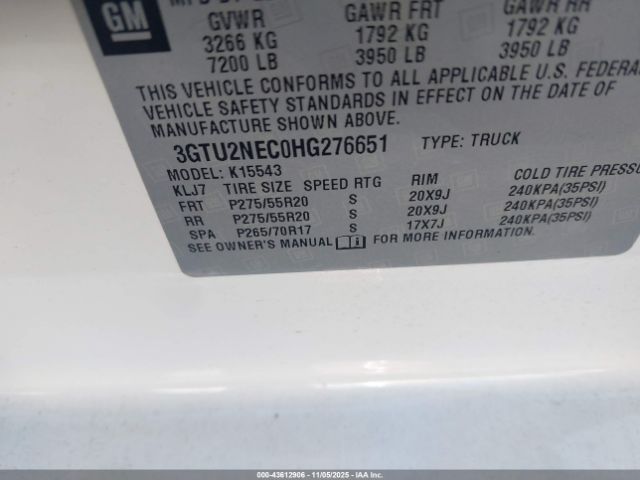 GM
GVWR GAWR FRT GAWR RR
3266 KG 1792 KG 1792 KG
7200 LB 3950 LB 3950 LB
THIS VEHICLE CONFORMS TO ALL APPLICABLE U.S. FEDERAL
VEHICLE SAFETY STANDARDS IN EFFECT ON THE DATE OF
MANUFACTURE SHOWN ABOVE.
3GTU2NEC0HG276651 TYPE: TRUCK
MODEL: K15543
KLJ7 TIRE SIZE SPEED RTG RIM COLD TIRE PRESSU
FRT P275/55R20 S 20X9J 240KPA(35PSI)
RR P275/55R20 S 20X9J 240KPA(35PSI)
SPA P265/70R17 S 17X7J 240KPA(35PSI)
SEE OWNER'S MANUAL FOR MORE INFORMATION.
000-43612906 - 11/05/2025 - IAAI.CA